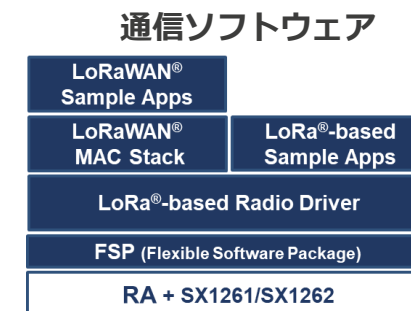 通信ソフトウェア
LoRaWAN®
Sample Apps
LoRaWAN®
MAC Stack
LoRa®-based
Sample Apps
LoRa®-based Radio Driver
FSP (Flexible Software Package)
RA + SX1261/SX1262